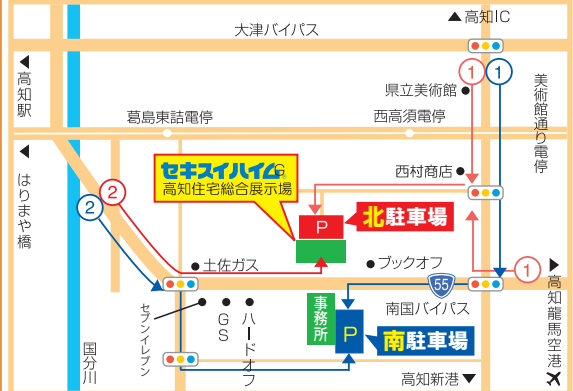 ▲高知IC
大津バイパス
◀高知駅
1
1
県立美術館
美術館通り電停
葛島東詰電停
西高須電停
◀はりまや橋
セキスイハイム
高知住宅総合展示場
西村商店
2
2
P
北駐車場
土佐ガス
ブックオフ
1
55
南国バイパス
▶高知龍馬空港
セブンイレブン
GS
ハードオフ
事務所
P
南駐車場
国分川
高知新港▼